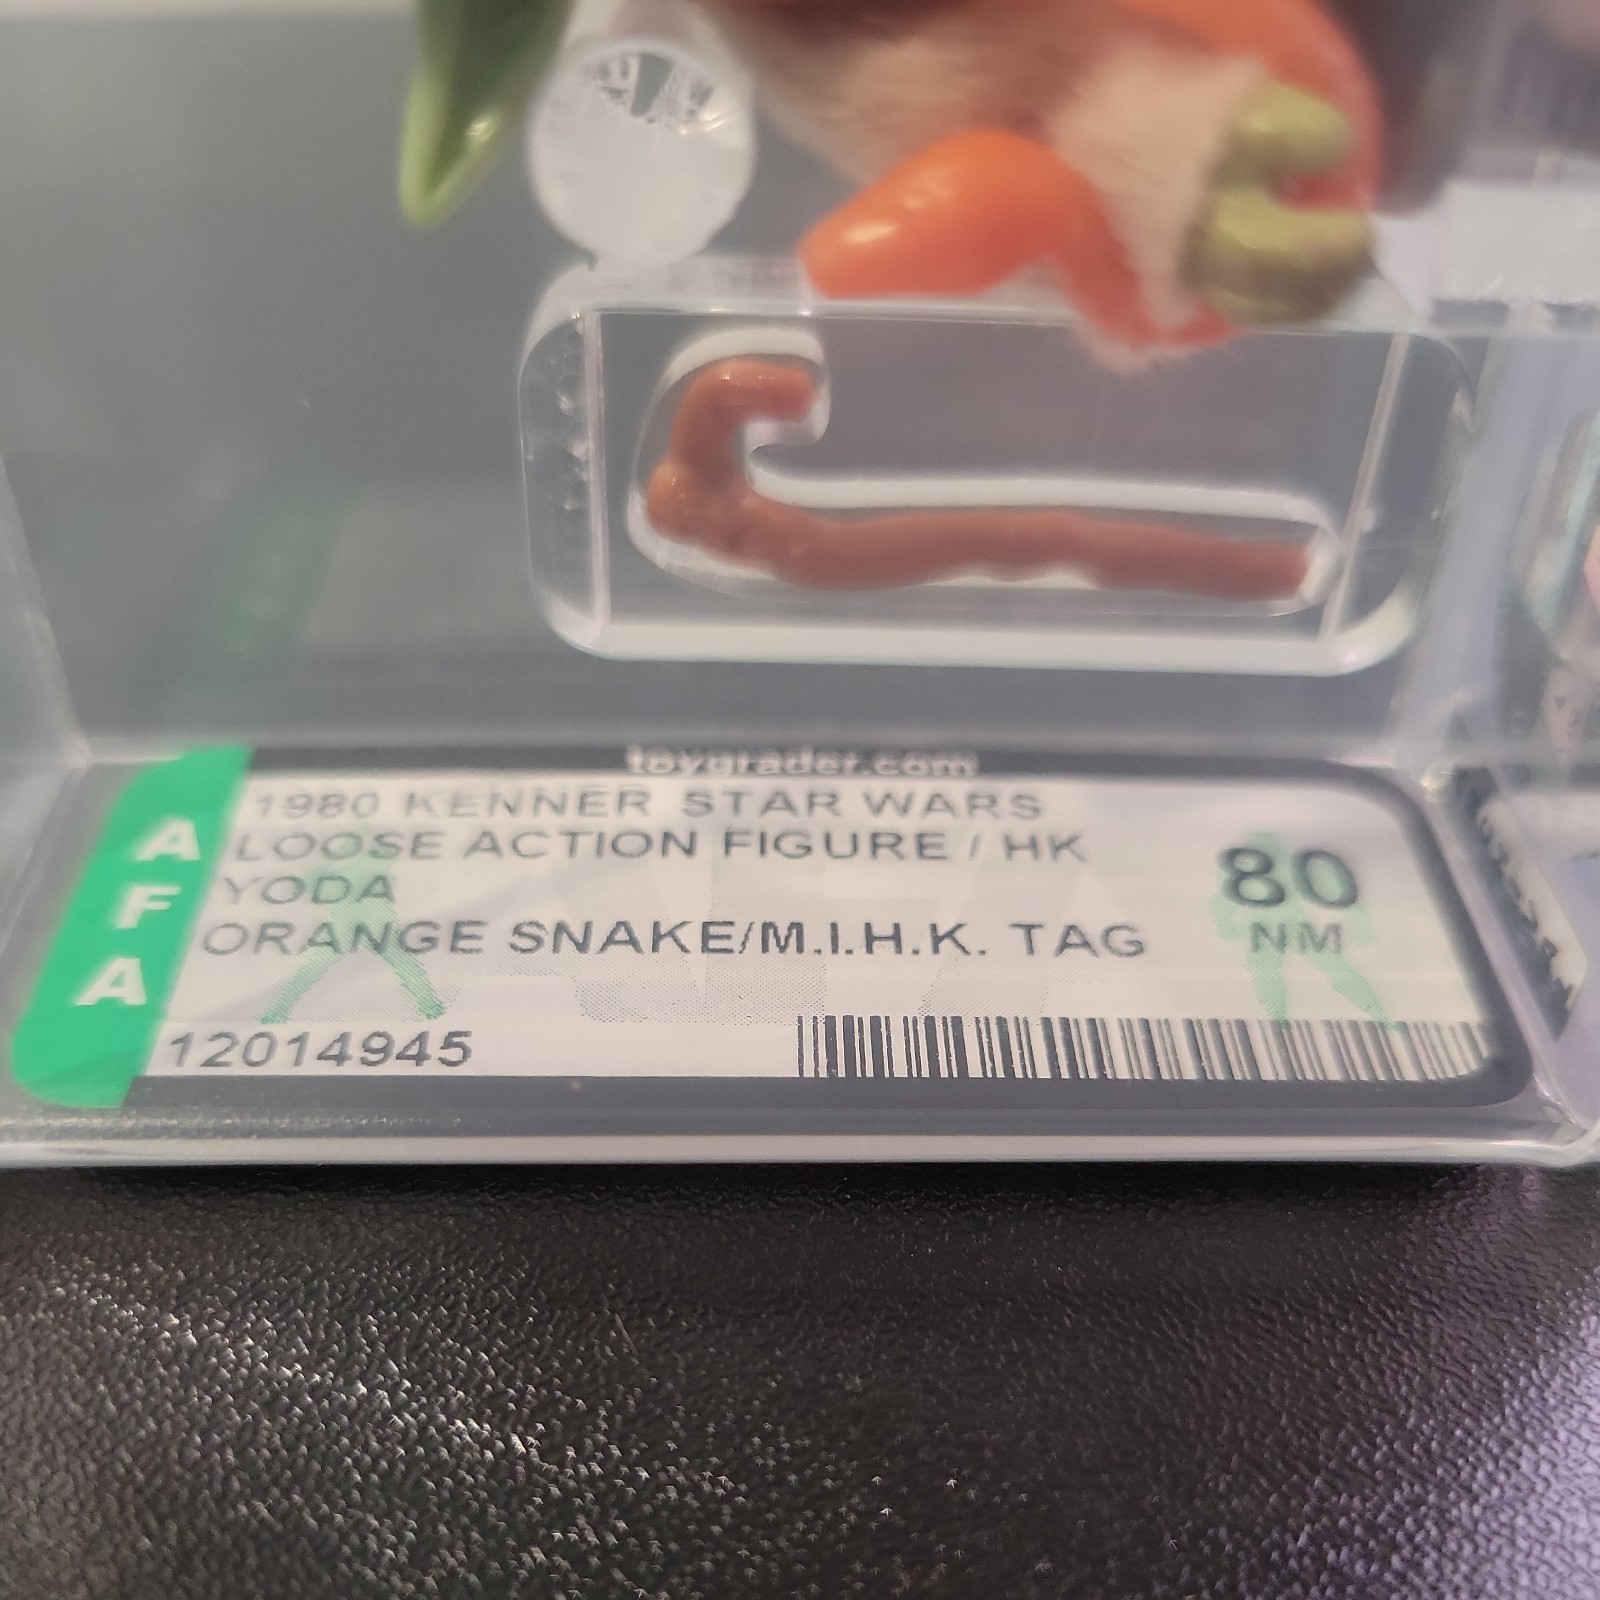 toygrader.com
AFA
1980 KENNER STAR WARS
LOOSE ACTION FIGURE / HK
YODA
ORANGE SNAKE/M.I.H.K. TAG
80
NM
12014945